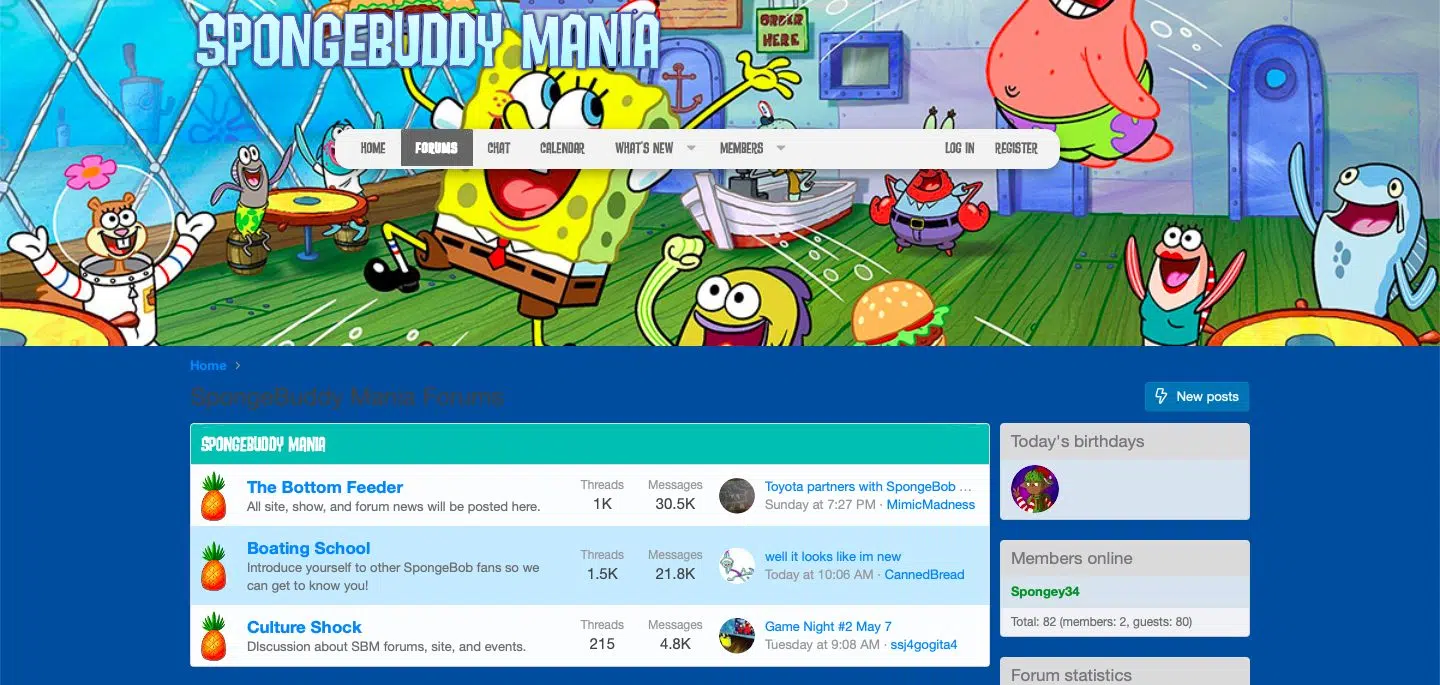 SPONGEBUDDY MANIA
ORDER
HERE
HOME FORUMS CHAT CALENDAR WHAT'S NEW MEMBERS LOG IN REGISTER
Home
SpongeBuddy Mania Forums
New posts
SPONGEBUDDY MANIA
The Bottom Feeder
All site, show, and forum news will be posted here.
Threads
1K
Messages
30.5K
Toyota partners with SpongeBob ...
Sunday at 7:27 PM · MimicMadness
Boating School
Introduce yourself to other SpongeBob fans so we
can get to know you!
Threads
1.5K
Messages
21.8K
well it looks like im new
Today at 10:06 AM · CannedBread
Culture Shock
DIscussion about SBM forums, site, and events.
Threads
215
Messages
4.8K
Game Night #2 May 7
Tuesday at 9:08 AM · ssj4gogita4
Today's birthdays
Members online
Spongey34
Total: 82 (members: 2, guests: 80)
Forum statistics